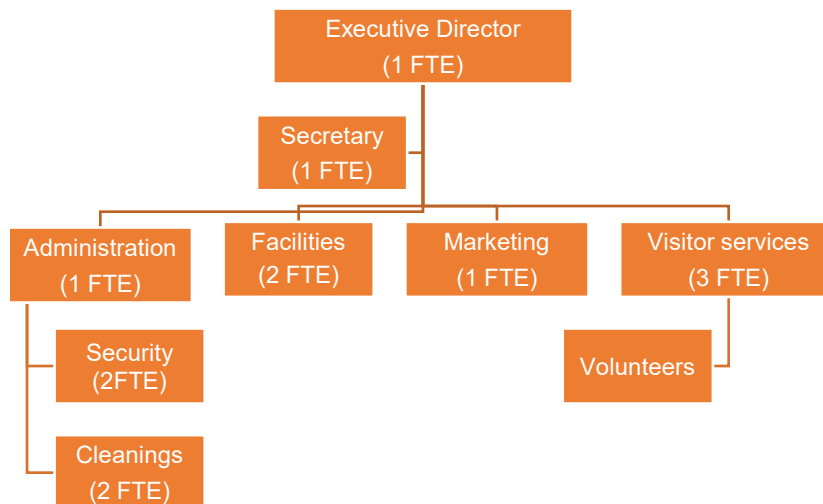 Executive Director
(1 FTE)
Secretary
(1 FTE)
Administration
(1 FTE)
Facilities
(2 FTE)
Marketing
(1 FTE)
Visitor services
(3 FTE)
Security
(2FTE)
Volunteers
Cleanings
(2 FTE)